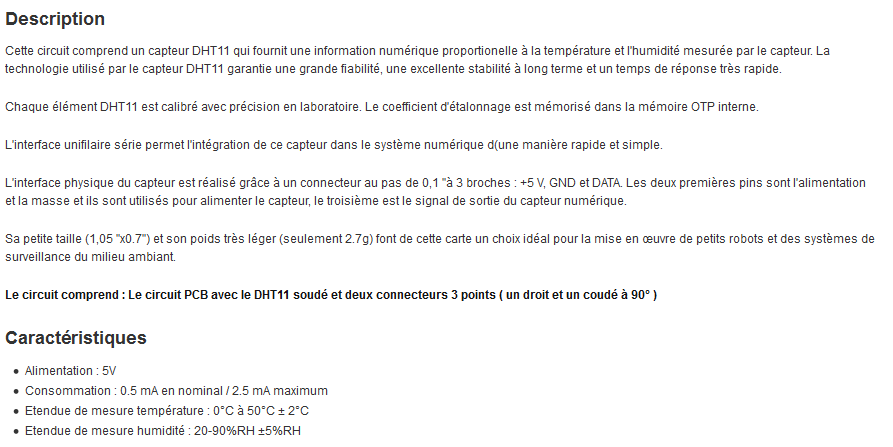 Description
Cette circuit comprend un capteur DHT11 qui fournit une information numérique proportionelle à la température et l'humidité mesurée par le capteur. La
technologie utilisé par le capteur DHT11 garantie une grande fiabilité, une excellente stabilité à long terme et un temps de réponse très rapide.
Chaque élément DHT11 est calibré avec précision en laboratoire. Le coefficient d'étalonnage est mémorisé dans la mémoire OTP interne.
L'interface unifilaire série permet l'intégration de ce capteur dans le système numérique d(une manière rapide et simple.
L'interface physique du capteur est réalisé grâce à un connecteur au pas de 0,1 "à 3 broches : +5 V, GND et DATA. Les deux premières pins sont l'alimentation
et la masse et ils sont utilisés pour alimenter le capteur, le troisième est le signal de sortie du capteur numérique.
Sa petite taille (1,05 "x0.7") et son poids très léger (seulement 2.7g) font de cette carte un choix idéal pour la mise en œuvre de petits robots et des systèmes de
surveillance du milieu ambiant.
Le circuit comprend : Le circuit PCB avec le DHT11 soudé et deux connecteurs 3 points ( un droit et un coudé à 90° )
Caractéristiques
• Alimentation : 5V
• Consommation : 0.5 mA en nominal / 2.5 mA maximum
• Etendue de mesure température : 0°C à 50°C ± 2°C
• Etendue de mesure humidité : 20-90%RH ±5%RH